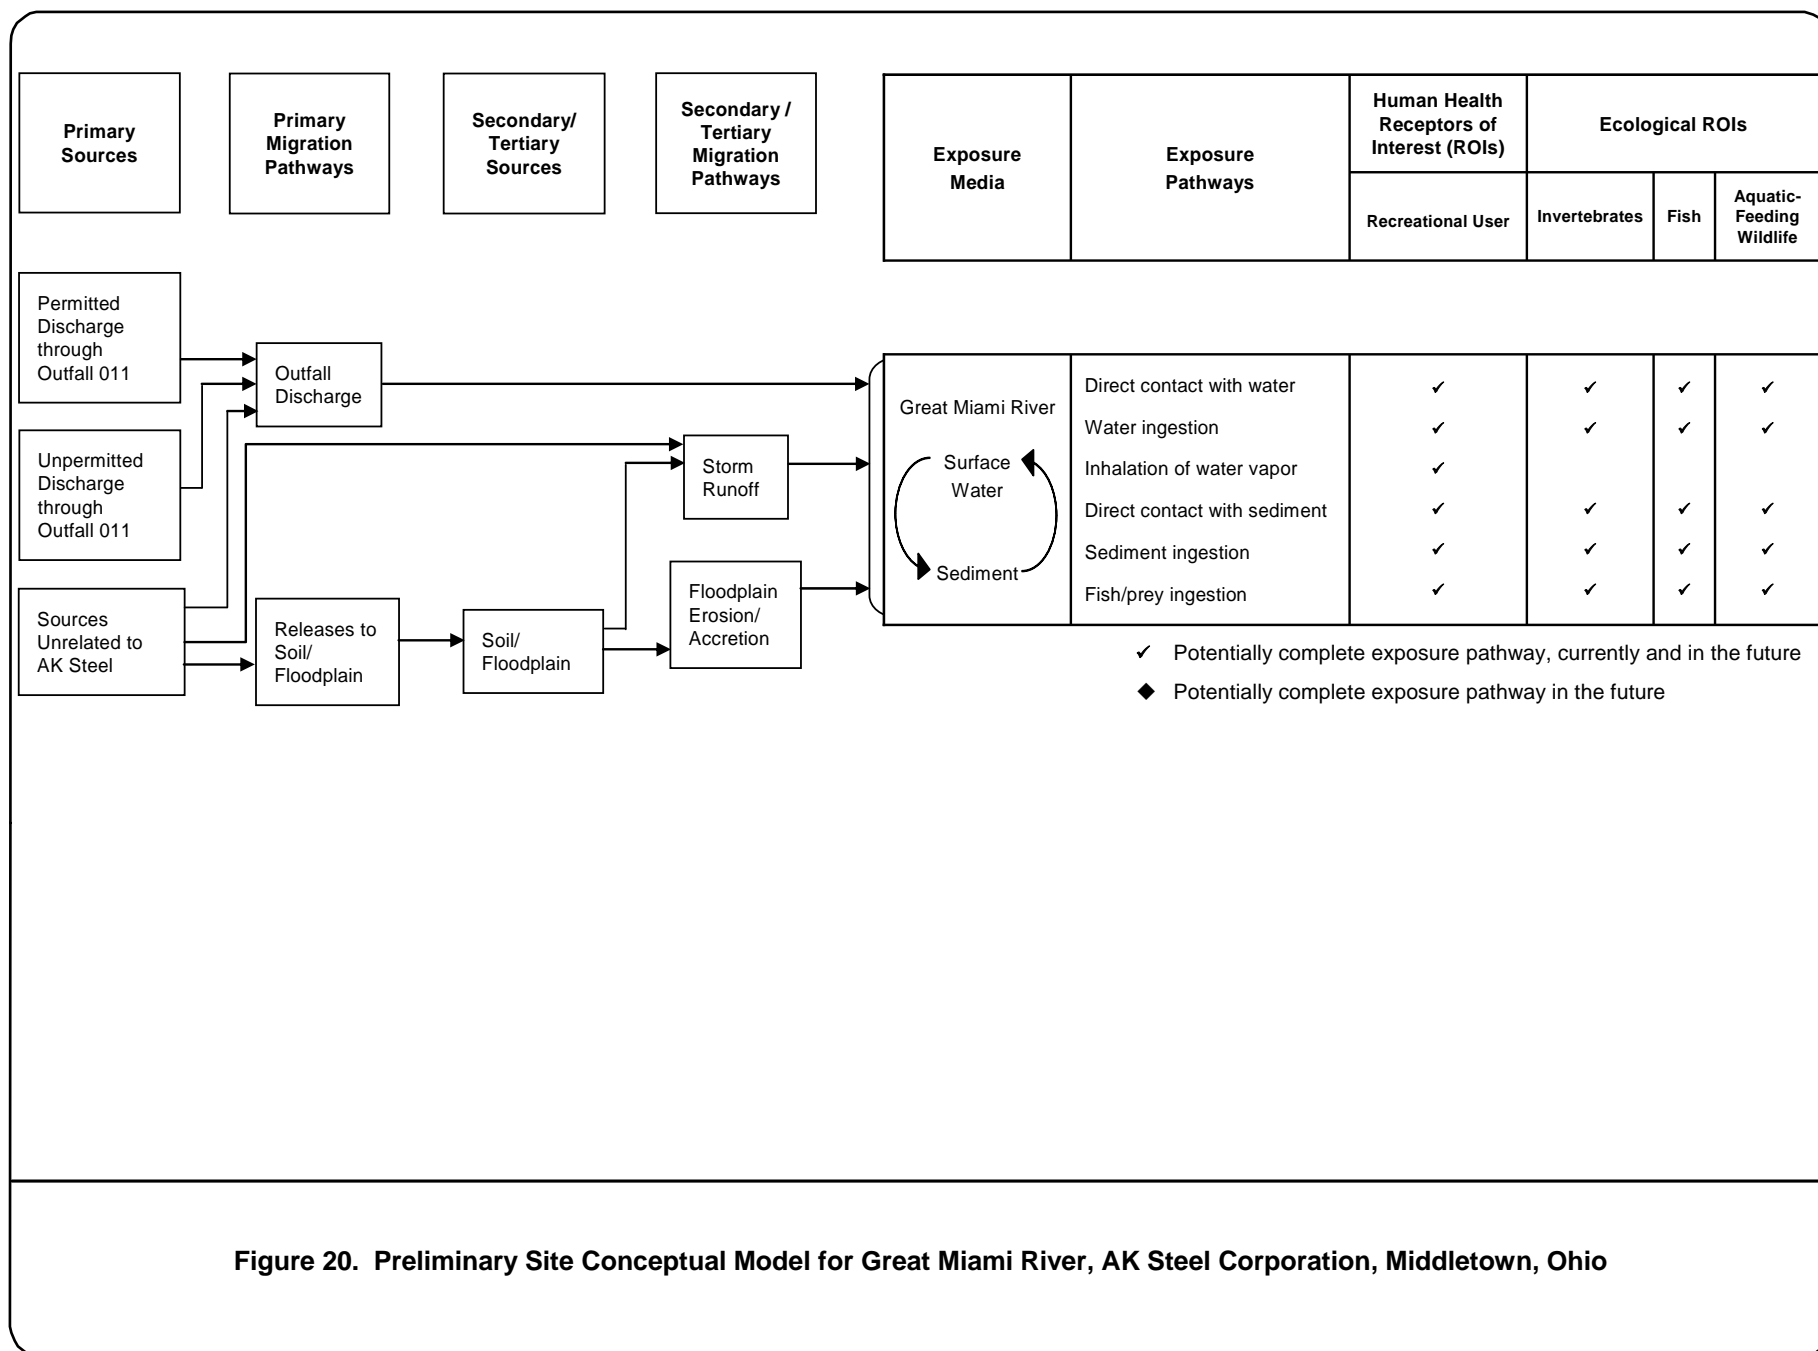 Primary
Sources
Primary
Migration
Pathways
Secondary/
Tertiary
Sources
Secondary /
Tertiary
Migration
Pathways
Exposure
Media
Exposure
Pathways
Human Health
Receptors of
Interest (ROIs)
Ecological ROIs
Recreational User
Invertebrates
Fish
Aquatic-
Feeding
Wildlife
Permitted
Discharge
through
Outfall 011
Unpermitted
Discharge
through
Outfall 011
Sources
Unrelated to
AK Steel
Outfall
Discharge
Releases to
Soil/
Floodplain
Soil/
Floodplain
Storm
Runoff
Floodplain
Erosion/
Accretion
Great Miami River
Surface
Water
Sediment
Direct contact with water ✓ ✓ ✓ ✓
Water ingestion ✓ ✓ ✓ ✓
Inhalation of water vapor ✓
Direct contact with sediment ✓ ✓ ✓ ✓
Sediment ingestion ✓ ✓ ✓ ✓
Fish/prey ingestion ✓ ✓ ✓ ✓
✓ Potentially complete exposure pathway, currently and in the future
◆ Potentially complete exposure pathway in the future
Figure 20. Preliminary Site Conceptual Model for Great Miami River, AK Steel Corporation, Middletown, Ohio